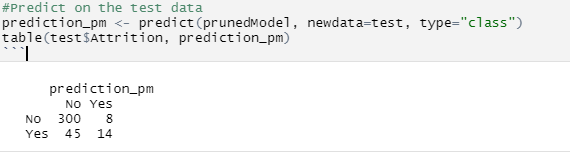 #Predict on the test data
prediction_pm <- predict(prunedModel, newdata=test, type="class")
table(test$Attrition, prediction_pm)
```
prediction_pm
No Yes
No 300 8
Yes 45 14